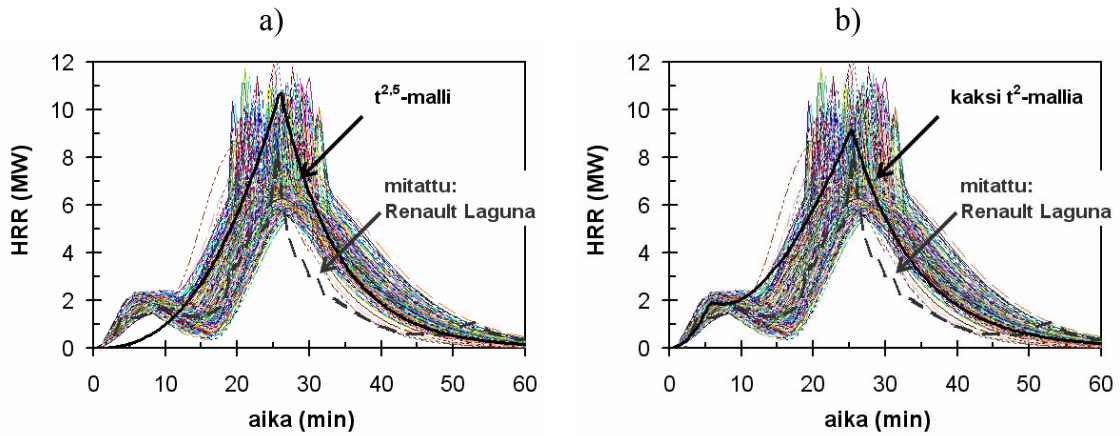 a)
12
10
8
6
4
2
0
HRR (MW)
t2,5-malli
mitattu:
Renault Laguna
0 10 20 30 40 50 60
aika (min)
b)
12
10
8
6
4
2
0
HRR (MW)
kaksi t2-mallia
mitattu:
Renault Laguna
0 10 20 30 40 50 60
aika (min)